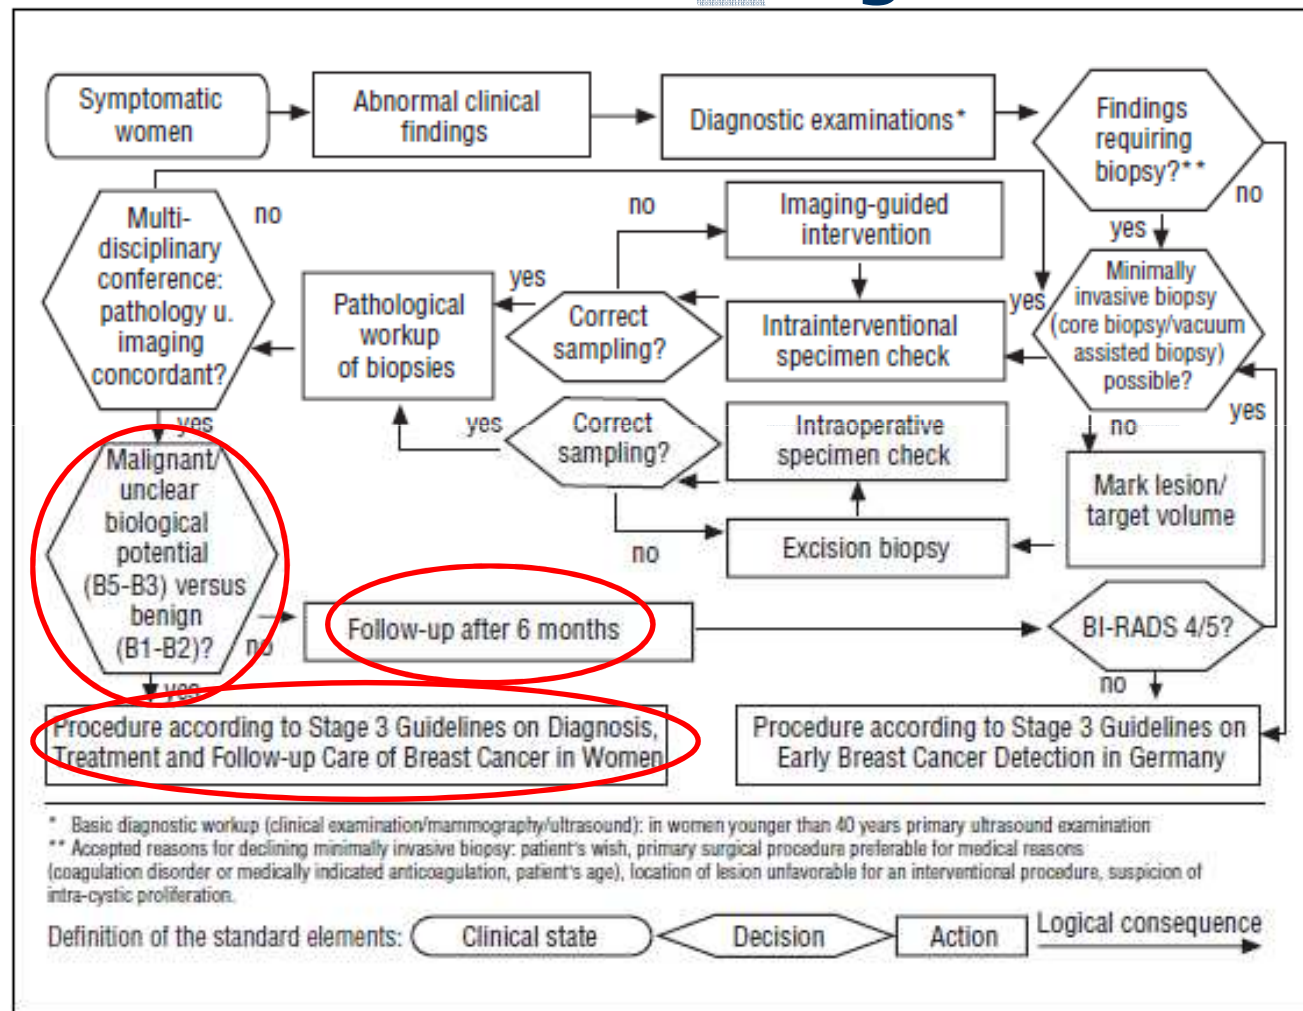 Symptomatic
women
Abnormal clinical
findings
Diagnostic examinations*
Findings
requiring
biopsy?**
no
yes
Multi-
disciplinary
conference:
pathology u.
imaging
concordant?
no
yes
Pathological
workup
of biopsies
yes
Correct
sampling?
no
Imaging-guided
intervention
Intrainterventional
specimen check
yes
Minimally
invasive biopsy
(core biopsy/vacuum
assisted biopsy)
possible?
yes
no
yes
Correct
sampling?
no
Intraoperative
specimen check
Excision biopsy
Mark lesion/
target volume
Malignant/
unclear
biological
potential
(B5-B3) versus
benign
(B1-B2)?
no
yes
Follow-up after 6 months
BI-RADS 4/5?
no
Procedure according to Stage 3 Guidelines on Diagnosis,
Treatment and Follow-up Care of Breast Cancer in Women
Procedure according to Stage 3 Guidelines on
Early Breast Cancer Detection in Germany
* Basic diagnostic workup (clinical examination/mammography/ultrasound): in women younger than 40 years primary ultrasound examination
** Accepted reasons for declining minimally invasive biopsy: patient's wish, primary surgical procedure preferable for medical reasons
(coagulation disorder or medically indicated anticoagulation, patient's age), location of lesion unfavorable for an interventional procedure, suspicion of
intra-cystic proliferation.
Definition of the standard elements:
Clinical state
Decision
Action
Logical consequence